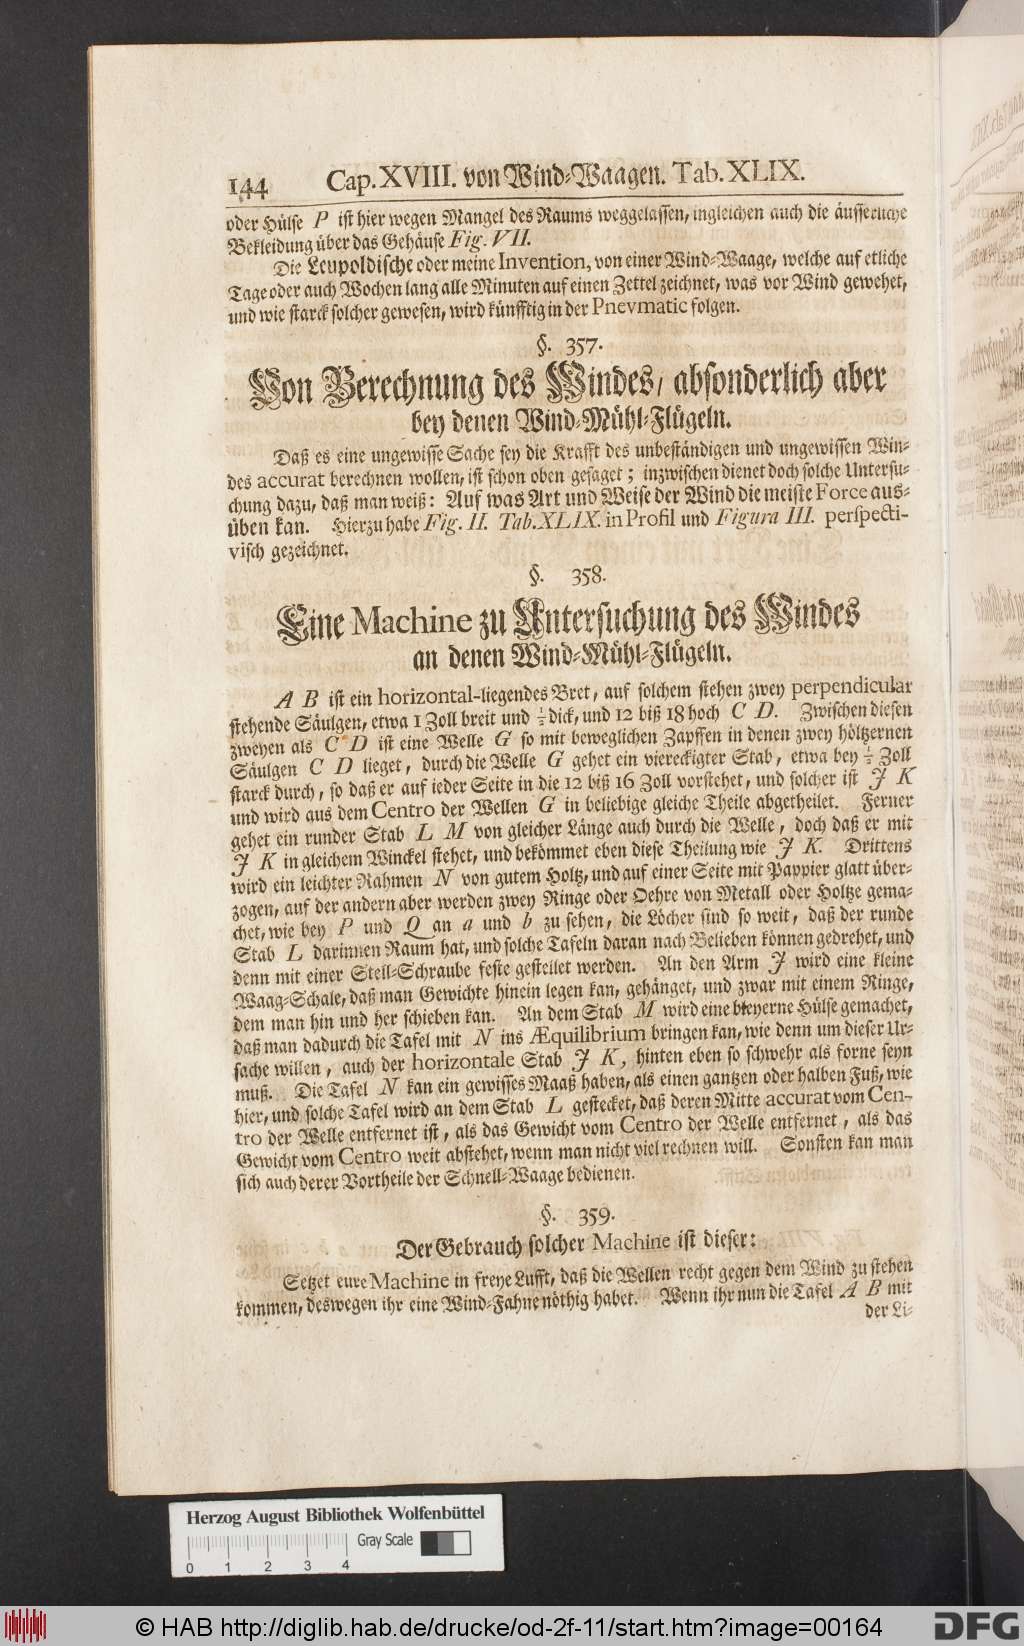 144 Cap. XVIII. von Wind-Waagen. Tab. XLIX.
oder Hülse P ist hier wegen Mangel des Raums weggelassen, ingleichen auch die äusserliche
Bekleidung über das Gehäuse Fig. VII.
Die Leupoldische oder meine Invention, von einer Wind-Waage, welche auf etliche
Tage oder auch Wochen lang alle Minuten auf einen Zettel zeichnet, was vor Wind gewehet,
und wie starck solcher gewesen, wird künfftig in der Pnevmatic folgen.
§. 357.
Von Berechnung des Windes, absonderlich aber
bey denen Wind-Mühl-Flügeln.
Daß es eine ungewisse Sache sey die Krafft des unbeständigen und ungewissen Win-
des accurat berechnen wollen, ist schon oben gesaget; inzwischen dienet doch solche Untersu-
chung dazu, daß man weiß: Auf was Art und Weise der Wind die meiste Force aus-
üben kan. Hierzu habe Fig. II. Tab. XLIX. in Profil und Figura III. perspecti-
visch gezeichnet.
§. 358.
Eine Machine zu Untersuchung des Windes
an denen Wind-Mühl-Flügeln.
A B ist ein horizontal-liegendes Bret, auf solchem stehen zwey perpendicular
stehende Säulgen, etwa 1 Zoll breit und ½ dick, und 12 biß 18 hoch C D. Zwischen diesen
zweyen als C D ist eine Welle G so mit beweglichen Zapffen in denen zwey höltzernen
Säulgen C D lieget, durch die Welle G gehet ein viereckigter Stab, etwa bey ½ Zoll
starck durch, so daß er auf ieder Seite in die 12 biß 16 Zoll vorstehet, und solcher ist J K
und wird aus dem Centro der Wellen G in beliebige gleiche Theile abgetheilet. Ferner
gehet ein runder Stab L M von gleicher Länge auch durch die Welle, doch daß er mit
J K in gleichem Winckel stehet, und bekömmet eben diese Theilung wie J K. Drittens
wird ein leichter Rahmen N von gutem Holtz, und auf einer Seite mit Pappier glatt über-
zogen, auf der andern aber werden zwey Ringe oder Oehre von Metall oder Holtze gema-
chet, wie bey P und Q an a und b zu sehen, die Löcher sind so weit, daß der runde
Stab L darinnen Raum hat, und solche Tafeln daran nach Belieben können gedrehet, und
denn mit einer Stell-Schraube feste gestellet werden. An den Arm J wird eine kleine
Waag-Schale, daß man Gewichte hinein legen kan, gehänget, und zwar mit einem Ringe,
dem man hin und her schieben kan. An dem Stab M wird eine bleyerne Hülse gemachet,
daß man dadurch die Tafel mit N ins Æquilibrium bringen kan, wie denn um dieser Ur-
sache willen, auch der horizontale Stab J K, hinten eben so schwehr als forne seyn
muß. Die Tafel N kan ein gewisses Maaß haben, als einen gantzen oder halben Fuß, wie
hier, und solche Tafel wird an dem Stab L gestecket, daß deren Mitte accurat vom Cen-
tro der Welle entfernet ist, als das Gewicht vom Centro der Welle entfernet, als das
Gewicht vom Centro weit abstehet, wenn man nicht viel rechnen will. Sonsten kan man
sich auch derer Vortheile der Schnell-Waage bedienen.
§. 359.
Der Gebrauch solcher Machine ist dieser:
Setzet eure Machine in freye Lufft, daß die Wellen recht gegen dem Wind zu stehen
kommen, deswegen ihr eine Wind-Fahne nöthig habet. Wenn ihr nun die Tafel A B mit
der Li-
Herzog August Bibliothek Wolfenbüttel
Gray Scale
0 1 2 3 4
© HAB http://diglib.hab.de/drucke/od-2f-11/start.htm?image=00164 DFG